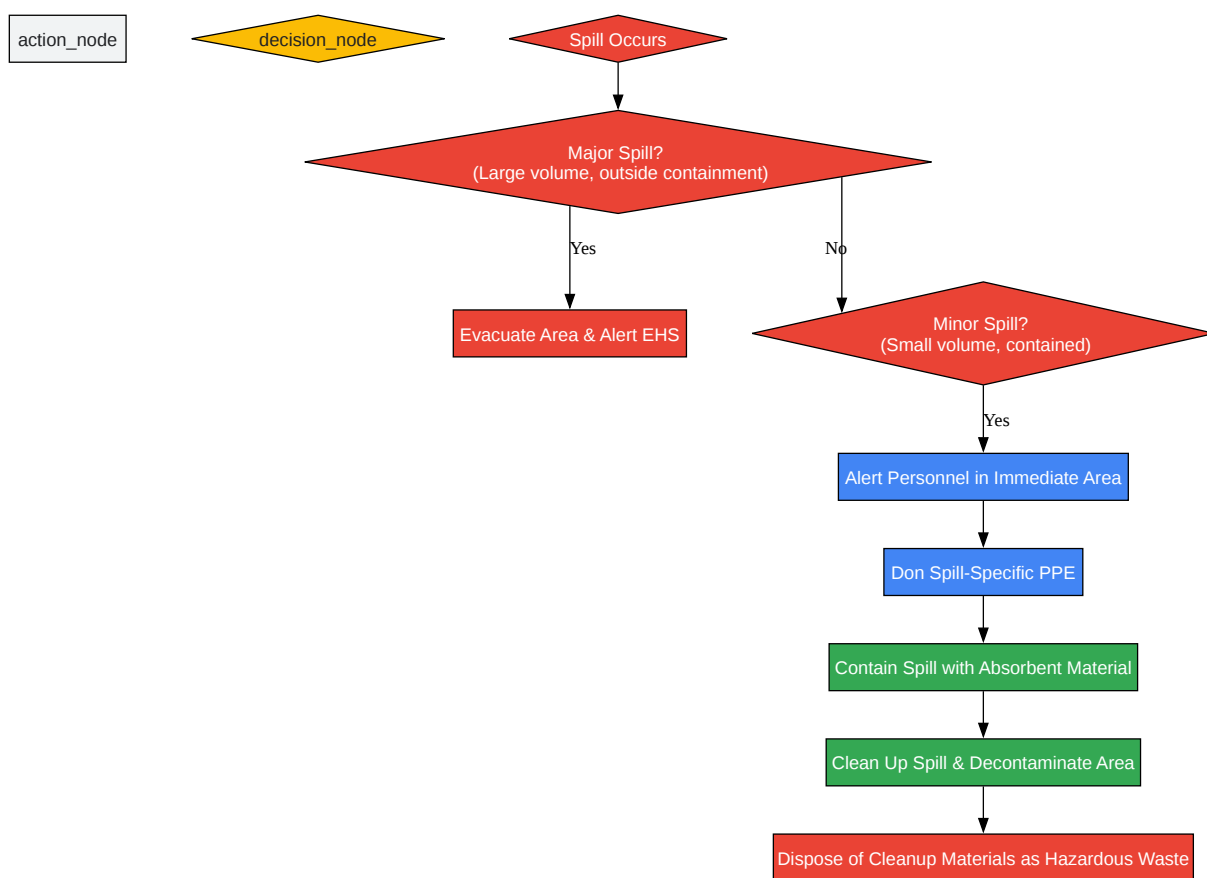 action_node
decision_node
Spill Occurs
Major Spill?
(Large volume, outside containment)
Yes
No
Evacuate Area & Alert EHS
Minor Spill?
(Small volume, contained)
Yes
Alert Personnel in Immediate Area
Don Spill-Specific PPE
Contain Spill with Absorbent Material
Clean Up Spill & Decontaminate Area
Dispose of Cleanup Materials as Hazardous Waste